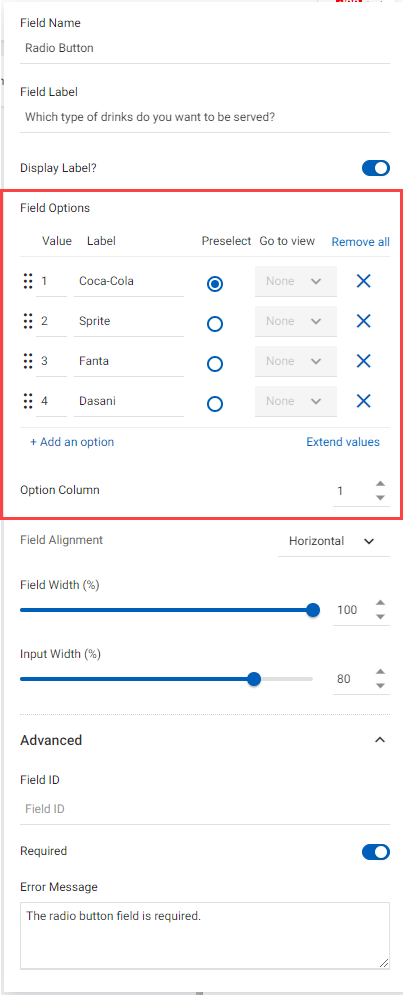 Field Name
Radio Button
Field Label
Which type of drinks do you want to be served?
Display Label?
Field Options
Value Label Preselect Go to view Remove all
1 Coca-Cola None
2 Sprite None
3 Fanta None
4 Dasani None
+ Add an option Extend values
Option Column 1
Field Alignment Horizontal
Field Width (%)
100
Input Width (%)
80
Advanced
Field ID
Field ID
Required
Error Message
The radio button field is required.